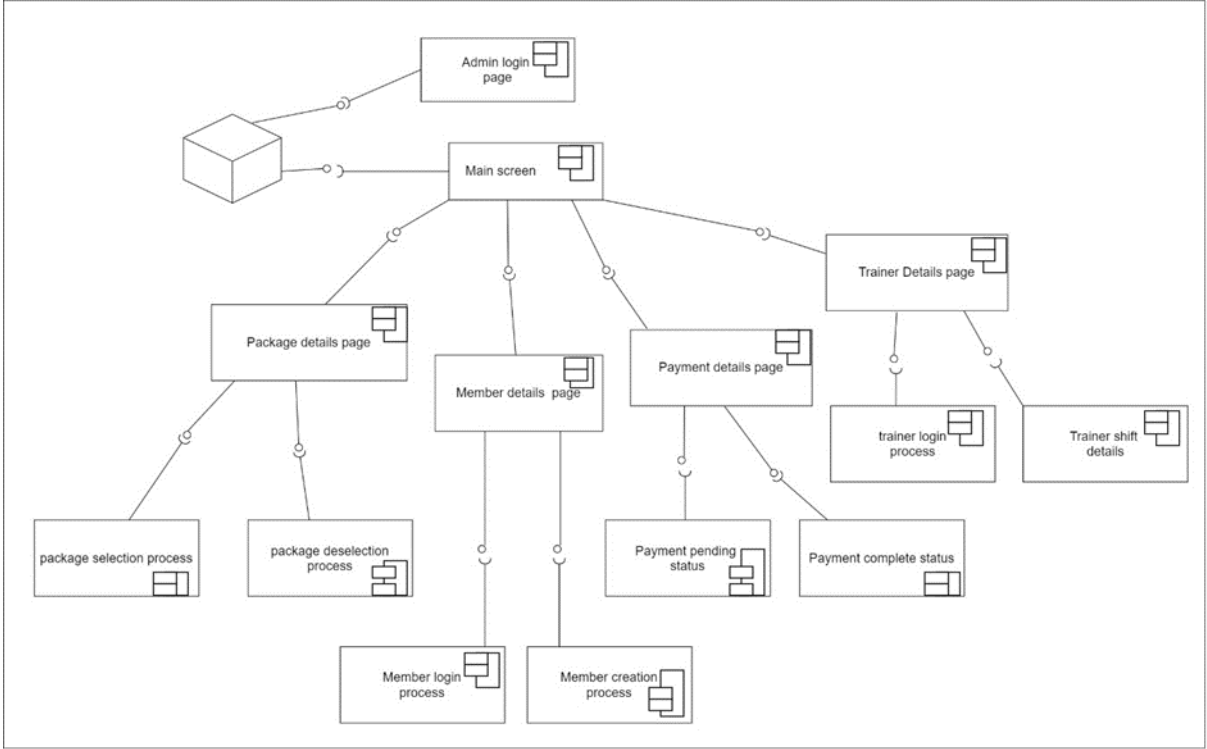 Admin login
page
Main screen
Trainer Details page
Package details page
Payment details page
Member details  page
trainer login
process
Trainer shift
details
package selection process
package deselection
process
Payment pending
status
Payment complete status
Member login
process
Member creation
process